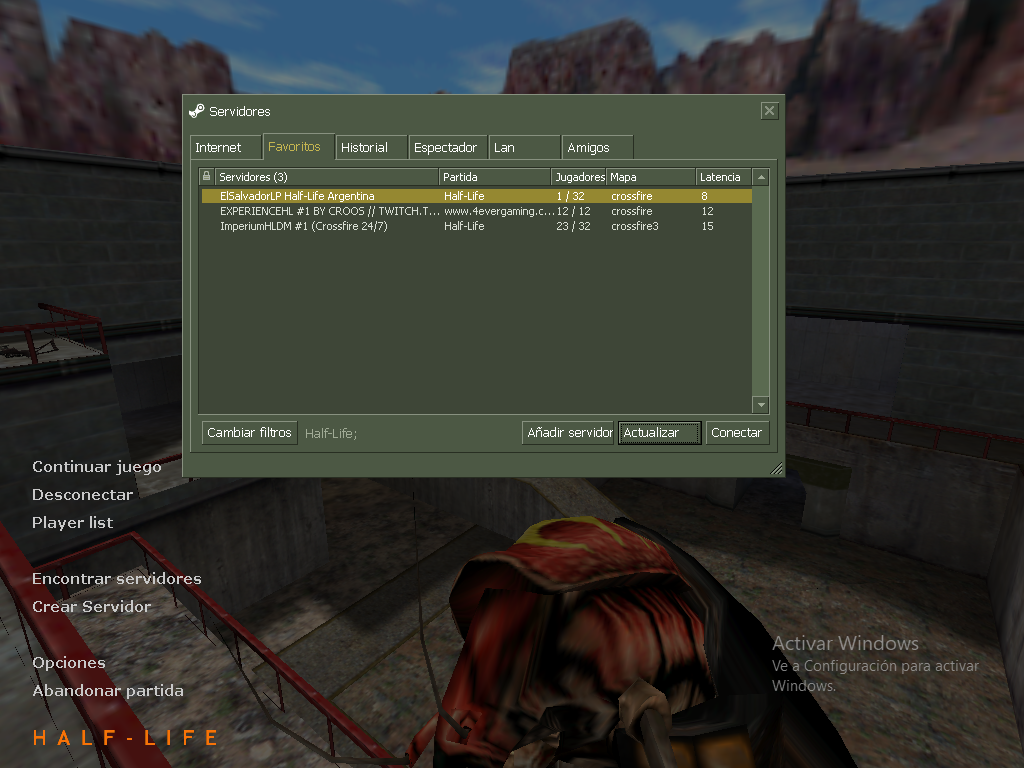 Servidores
Internet Favoritos Historial Espectador Lan Amigos
Servidores (3) Partida Jugadores Mapa Latencia
ElSalvadorLP Half-Life Argentina Half-Life 1 / 32 crossfire 8
EXPERIENCEHL #1 BY CROOS // TWITCH.T... www.4evergaming.c... 12 / 12 crossfire 12
ImperiumHLDM #1 (Crossfire 24/7) Half-Life 23 / 32 crossfire3 15
Cambiar filtros Half-Life; Añadir servidor Actualizar Conectar
Continuar juego
Desconectar
Player list
Encontrar servidores
Crear Servidor
Opciones
Abandonar partida
HALF-LIFE
Activar Windows
Ve a Configuración para activar
Windows.